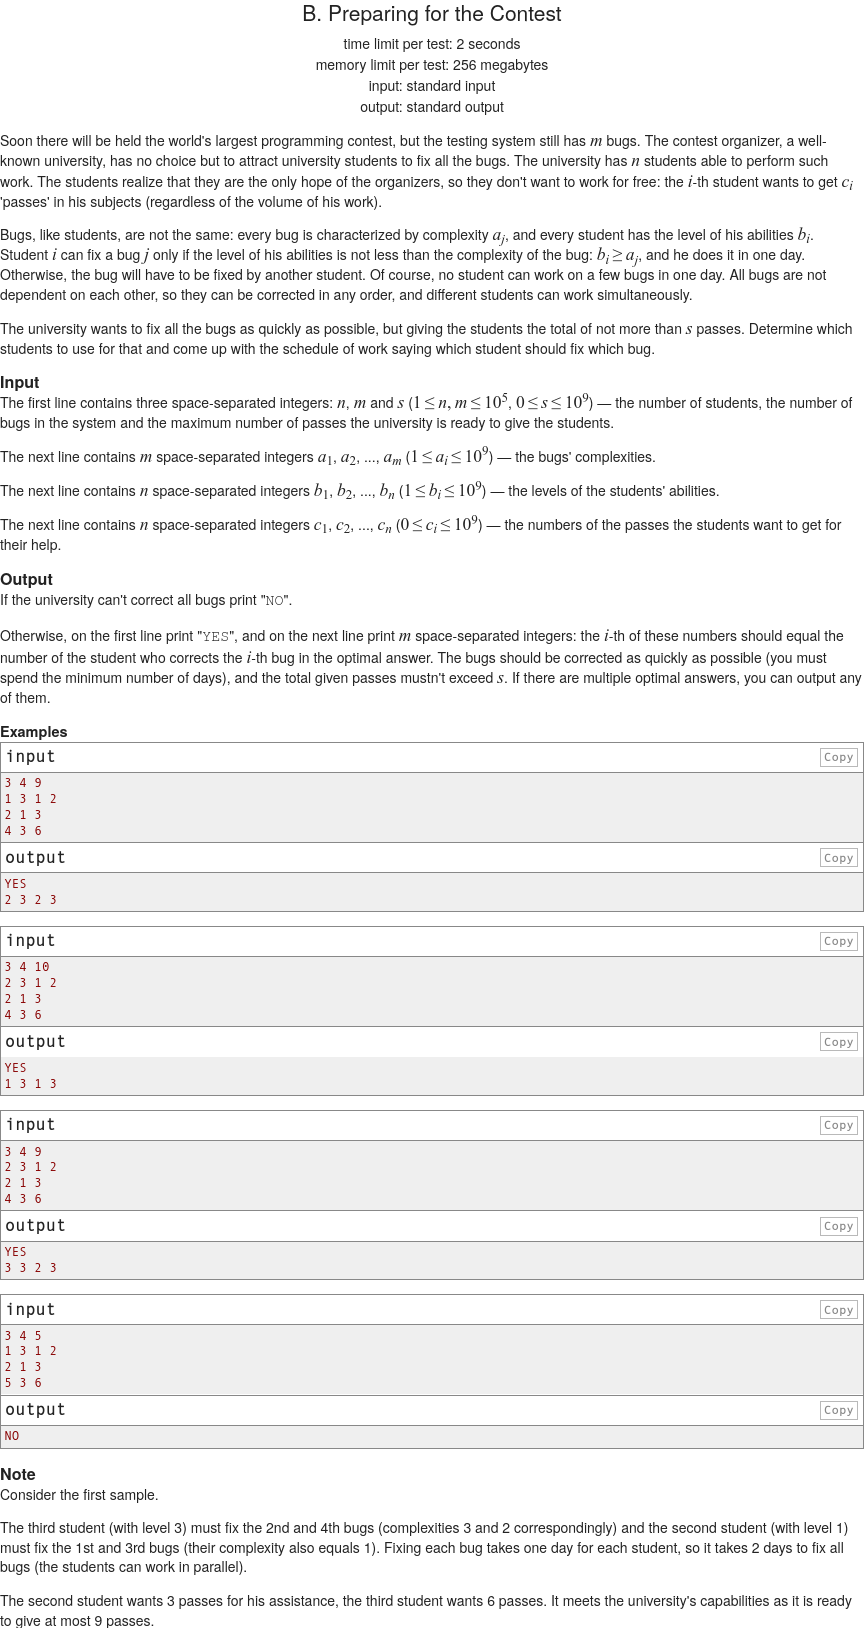 B. Preparing for the Contest
time limit per test: 2 seconds
memory limit per test: 256 megabytes
input: standard input
output: standard output
Soon there will be held the world's largest programming contest, but the testing system still has m bugs. The contest organizer, a well-
known university, has no choice but to attract university students to fix all the bugs. The university has n students able to perform such
work. The students realize that they are the only hope of the organizers, so they don't want to work for free: the i-th student wants to get c_i
'passes' in his subjects (regardless of the volume of his work).
Bugs, like students, are not the same: every bug is characterized by complexity a_j, and every student has the level of his abilities b_i.
Student i can fix a bug j only if the level of his abilities is not less than the complexity of the bug: b_i ≥ a_j, and he does it in one day.
Otherwise, the bug will have to be fixed by another student. Of course, no student can work on a few bugs in one day. All bugs are not
dependent on each other, so they can be corrected in any order, and different students can work simultaneously.
The university wants to fix all the bugs as quickly as possible, but giving the students the total of not more than s passes. Determine which
students to use for that and come up with the schedule of work saying which student should fix which bug.
Input
The first line contains three space-separated integers: n, m and s (1 ≤ n, m ≤ 10^5, 0 ≤ s ≤ 10^9) — the number of students, the number of
bugs in the system and the maximum number of passes the university is ready to give the students.
The next line contains m space-separated integers a_1, a_2, ..., a_m (1 ≤ a_i ≤ 10^9) — the bugs' complexities.
The next line contains n space-separated integers b_1, b_2, ..., b_n (1 ≤ b_i ≤ 10^9) — the levels of the students' abilities.
The next line contains n space-separated integers c_1, c_2, ..., c_n (0 ≤ c_i ≤ 10^9) — the numbers of the passes the students want to get for
their help.
Output
If the university can't correct all bugs print "NO".
Otherwise, on the first line print "YES", and on the next line print m space-separated integers: the i-th of these numbers should equal the
number of the student who corrects the i-th bug in the optimal answer. The bugs should be corrected as quickly as possible (you must
spend the minimum number of days), and the total given passes mustn't exceed s. If there are multiple optimal answers, you can output any
of them.
Examples
input Copy
3 4 9
1 3 1 2
2 1 3
4 3 6
output Copy
YES
2 3 2 3
input Copy
3 4 10
2 3 1 2
2 1 3
4 3 6
output Copy
YES
1 3 1 3
input Copy
3 4 9
2 3 1 2
2 1 3
4 3 6
output Copy
YES
3 3 2 3
input Copy
3 4 5
1 3 1 2
2 1 3
5 3 6
output Copy
NO
Note
Consider the first sample.
The third student (with level 3) must fix the 2nd and 4th bugs (complexities 3 and 2 correspondingly) and the second student (with level 1)
must fix the 1st and 3rd bugs (their complexity also equals 1). Fixing each bug takes one day for each student, so it takes 2 days to fix all
bugs (the students can work in parallel).
The second student wants 3 passes for his assistance, the third student wants 6 passes. It meets the university's capabilities as it is ready
to give at most 9 passes.